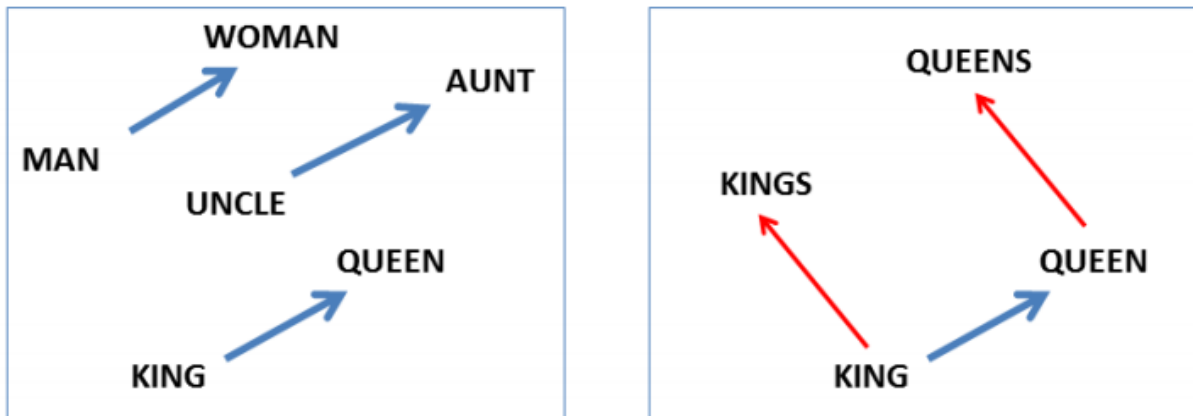 WOMAN
AUNT
MAN
UNCLE
QUEEN
KING
QUEENS
KINGS
QUEEN
KING